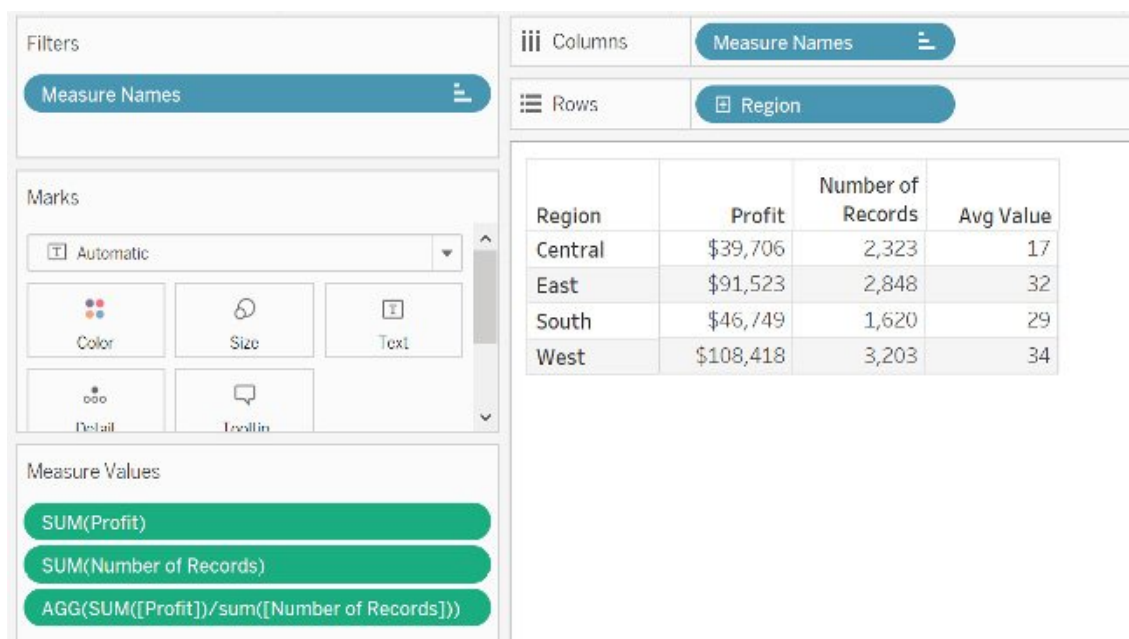 Filters
Measure Names
Marks
Automatic
Color Size Text
Detail Tooltip
Measure Values
SUM(Profit)
SUM(Number of Records)
AGG(SUM([Profit])/sum([Number of Records]))
Columns Measure Names
Rows Region
Number of
Region Profit Records Avg Value
Central $39,706 2,323 17
East $91,523 2,848 32
South $46,749 1,620 29
West $108,418 3,203 34